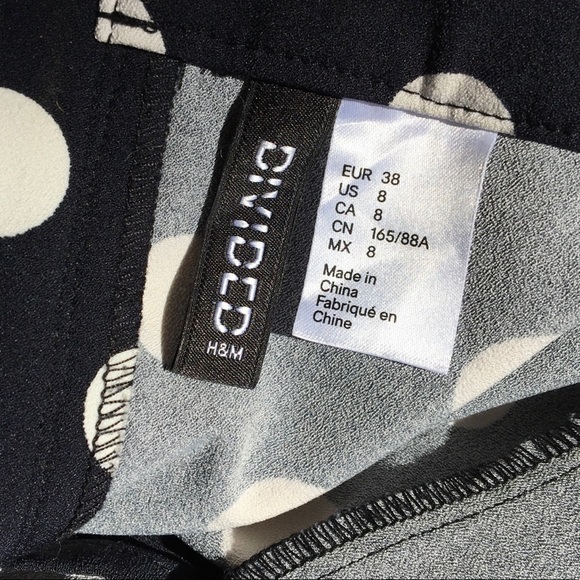 DIVIDED
H&M
EUR 38
US 8
CA 8
CN 165/88A
MX 8
Made in
China
Fabriqué en
Chine